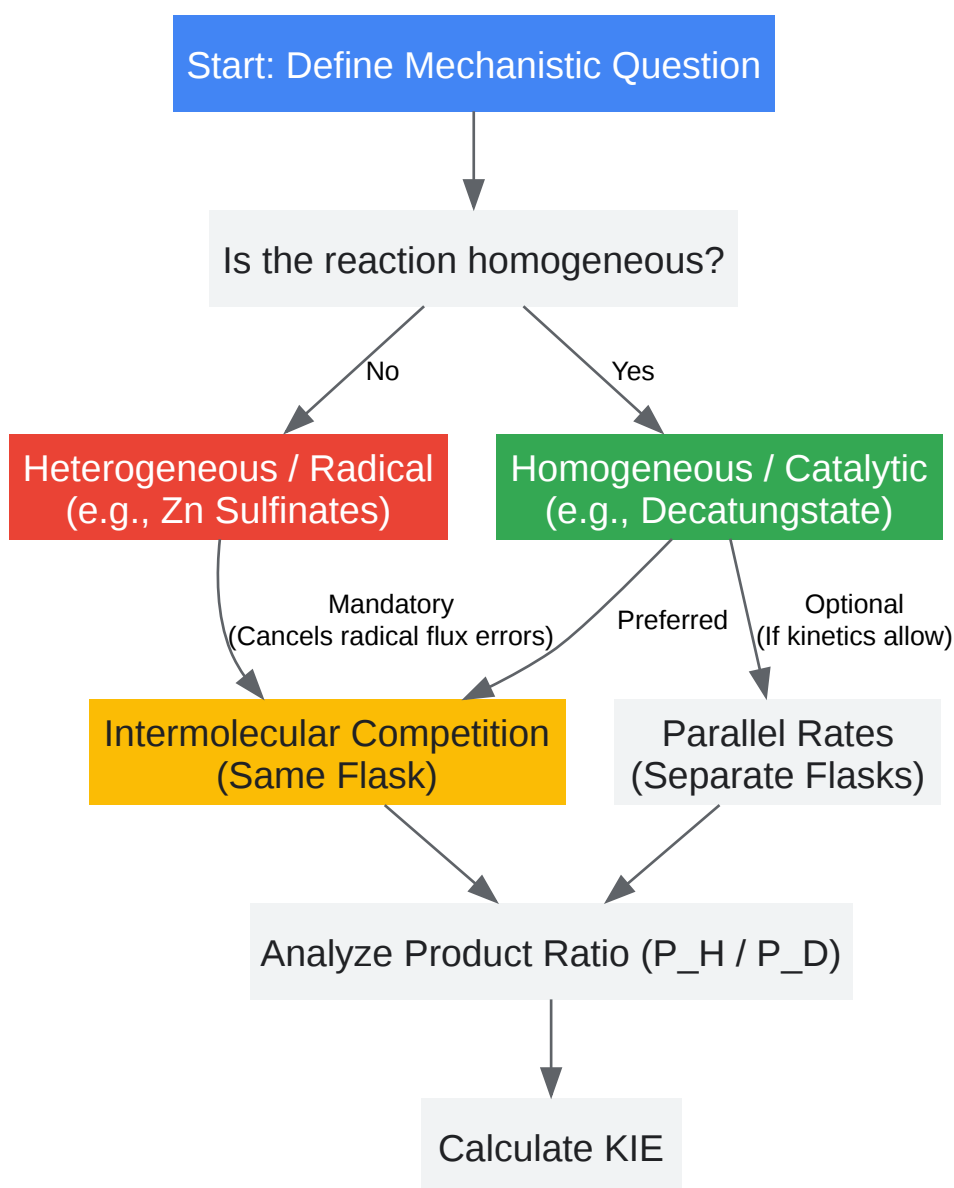 Start: Define Mechanistic Question
Is the reaction homogeneous?
No
Yes
Heterogeneous / Radical
(e.g., Zn Sulfinates)
Homogeneous / Catalytic
(e.g., Decatungstate)
Mandatory
(Cancels radical flux errors)
Preferred
Optional
(If kinetics allow)
Intermolecular Competition
(Same Flask)
Parallel Rates
(Separate Flasks)
Analyze Product Ratio (P_H / P_D)
Calculate KIE